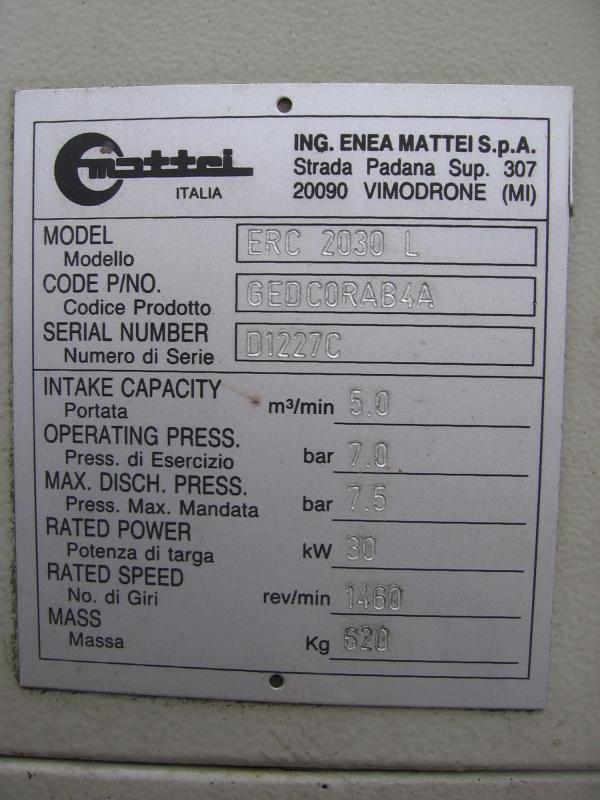 mattei
ITALIA
ING. ENEA MATTEI S.p.A.
Strada Padana Sup. 307
20090 VIMODRONE (MI)
MODEL
Modello
ERC 2030 L
CODE P/NO.
Codice Prodotto
GEDC0RAB4A
SERIAL NUMBER
Numero di Serie
D1227C
INTAKE CAPACITY
Portata m³/min 5.0
OPERATING PRESS.
Press. di Esercizio bar 7.0
MAX. DISCH. PRESS.
Press. Max. Mandata bar 7.5
RATED POWER
Potenza di targa kW 30
RATED SPEED
No. di Giri rev/min 1460
MASS
Massa Kg 620